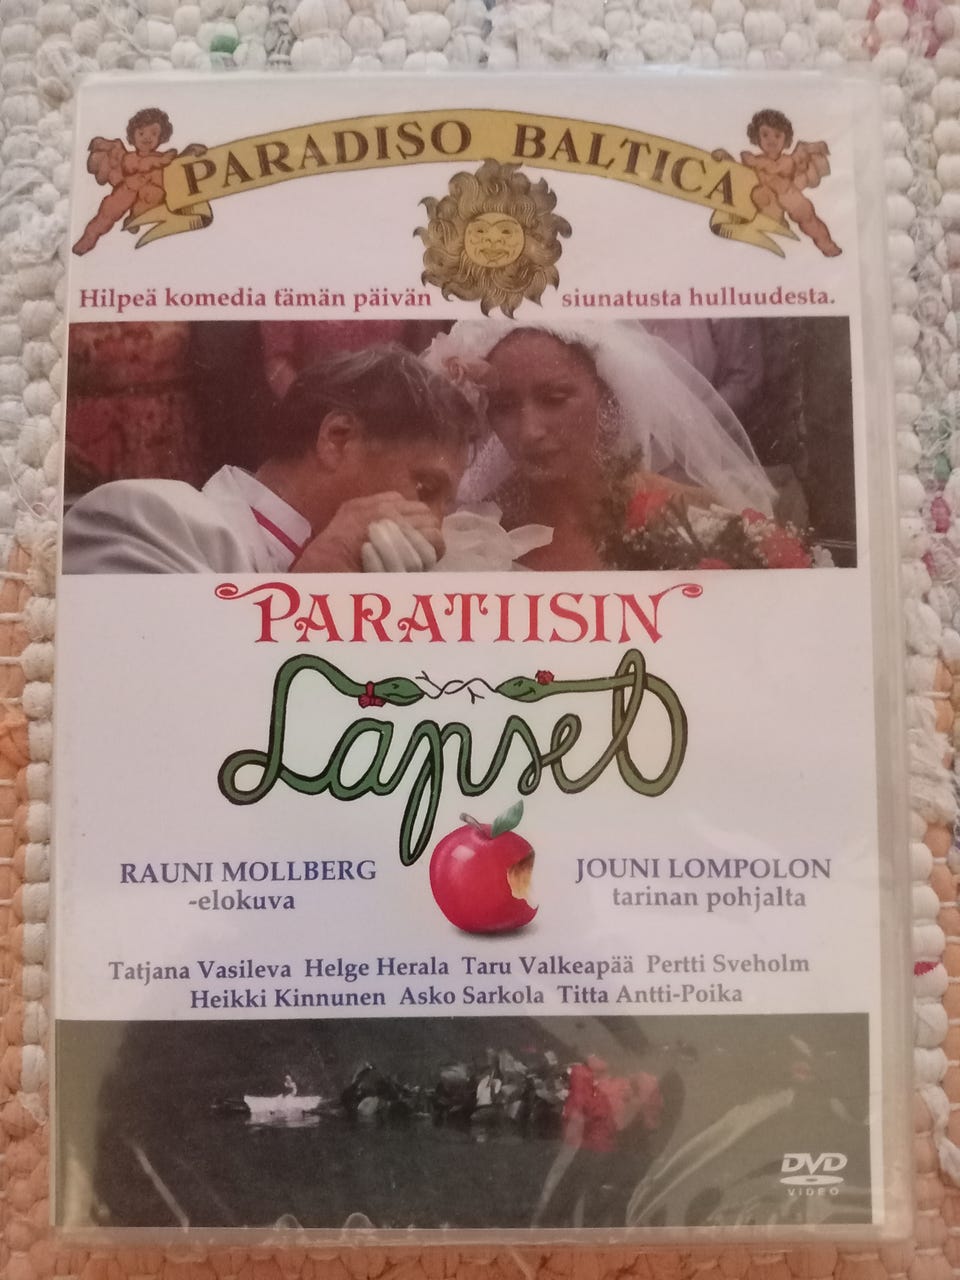 PARADISO BALTICA
Hilpeä komedia tämän päivän siunatusta hulluudesta.
PARATIISIN
Lapset
RAUNI MOLLBERG
-elokuva
JOUNI LOMPOLON
tarinan pohjalta
Tatjana Vasileva Helge Herala Taru Valkeapää Pertti Sveholm
Heikki Kinnunen Asko Sarkola Titta Antti-Poika
DVD
VIDEO